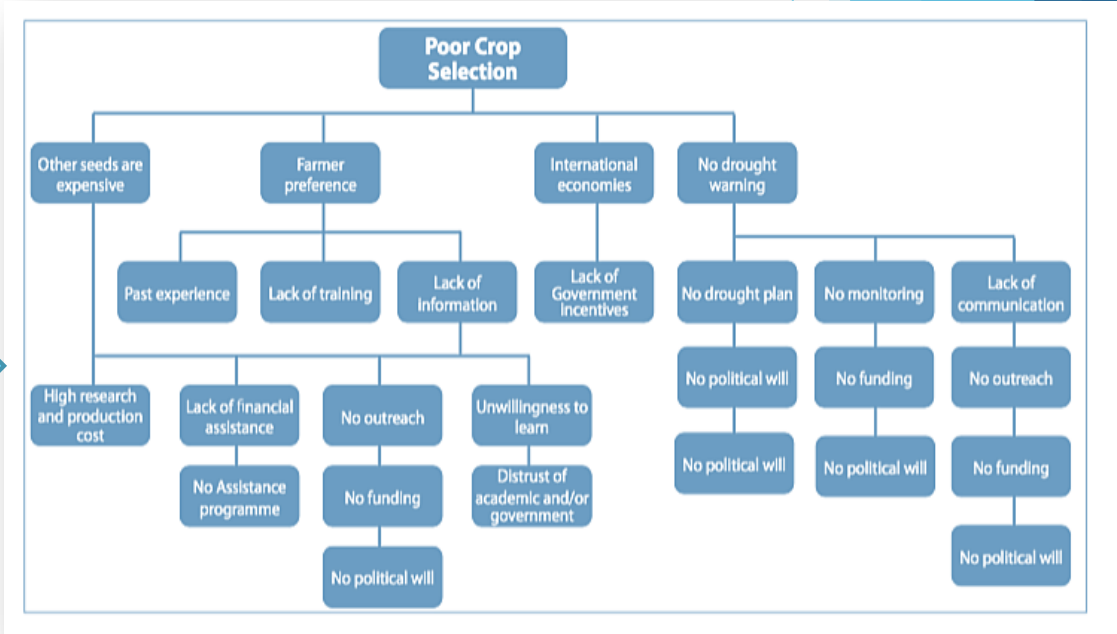 Poor Crop
Selection
Other seeds are
expensive
Farmer
preference
International
economies
No drought
warning
Past experience
Lack of training
Lack of
information
Lack of
Government
incentives
No drought plan
No monitoring
Lack of
communication
High research
and production
cost
Lack of financial
assistance
No outreach
Unwillingness to
learn
No political will
No funding
No outreach
No Assistance
programme
No funding
Distrust of
academic and/or
government
No political will
No political will
No funding
No political will
No political will